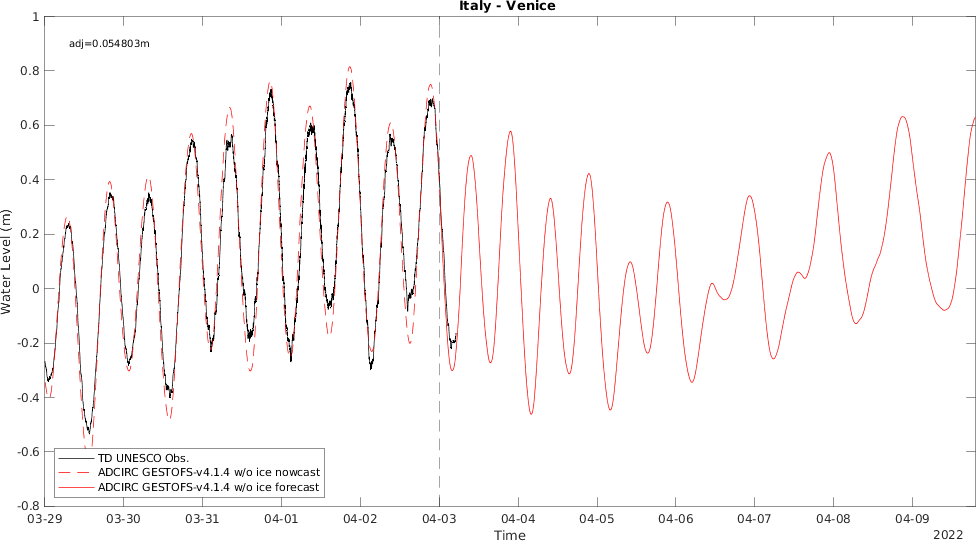 Italy - Venice
adj=0.054803m
1
0.8
0.6
0.4
0.2
0
-0.2
-0.4
-0.6
-0.8
Water Level (m)
TD UNESCO Obs.
ADCIRC GESTOFS-v4.1.4 w/o ice nowcast
ADCIRC GESTOFS-v4.1.4 w/o ice forecast
03-29 03-30 03-31 04-01 04-02 04-03 04-04 04-05 04-06 04-07 04-08 04-09
Time
2022